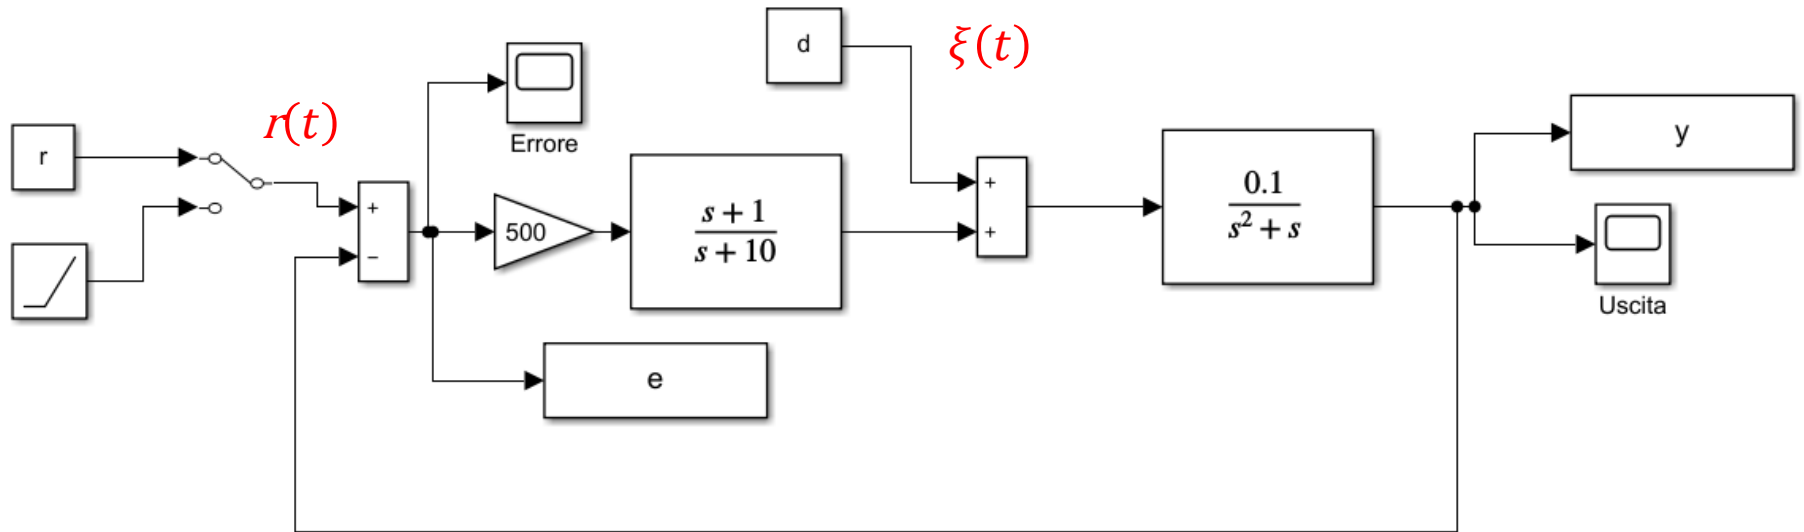 d
ξ(t)
r(t)
r
Errore
+
−
500
s + 1
s + 10
+
+
0.1
s² + s
y
Uscita
e